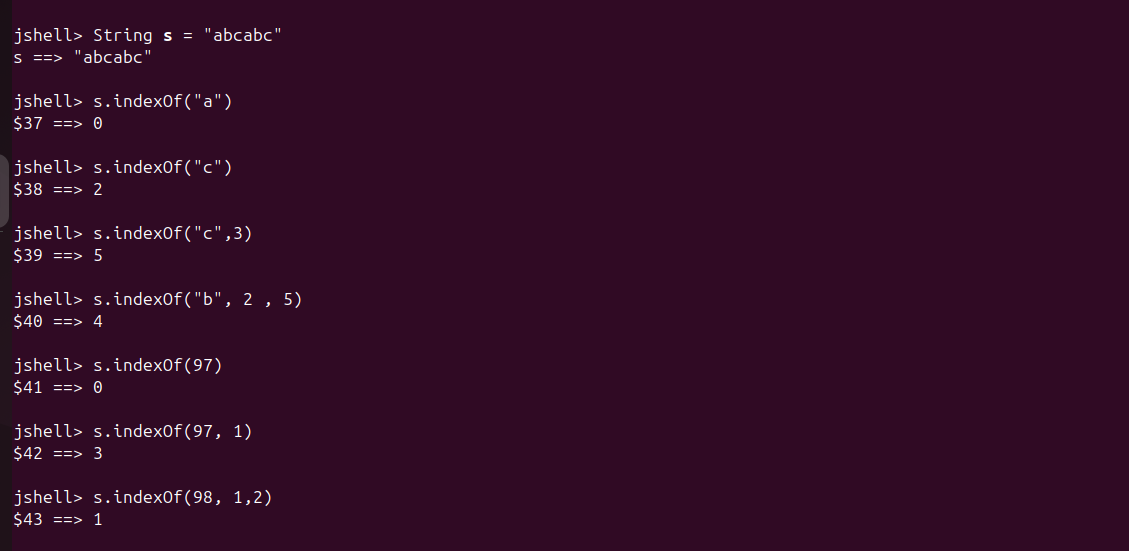 jshell> String s = "abcabc"
s ==> "abcabc"
jshell> s.indexOf("a")
$37 ==> 0
jshell> s.indexOf("c")
$38 ==> 2
jshell> s.indexOf("c",3)
$39 ==> 5
jshell> s.indexOf("b", 2 , 5)
$40 ==> 4
jshell> s.indexOf(97)
$41 ==> 0
jshell> s.indexOf(97, 1)
$42 ==> 3
jshell> s.indexOf(98, 1,2)
$43 ==> 1